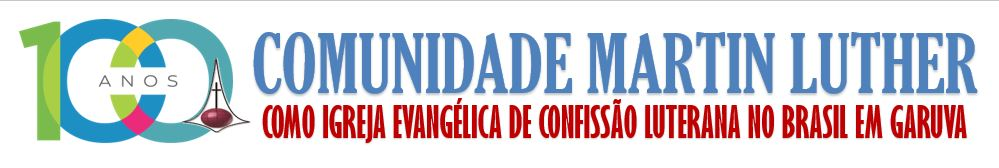 100
ANOS
COMUNIDADE MARTIN LUTHER
COMO IGREJA EVANGÉLICA DE CONFISSÃO LUTERANA NO BRASIL EM GARUVA